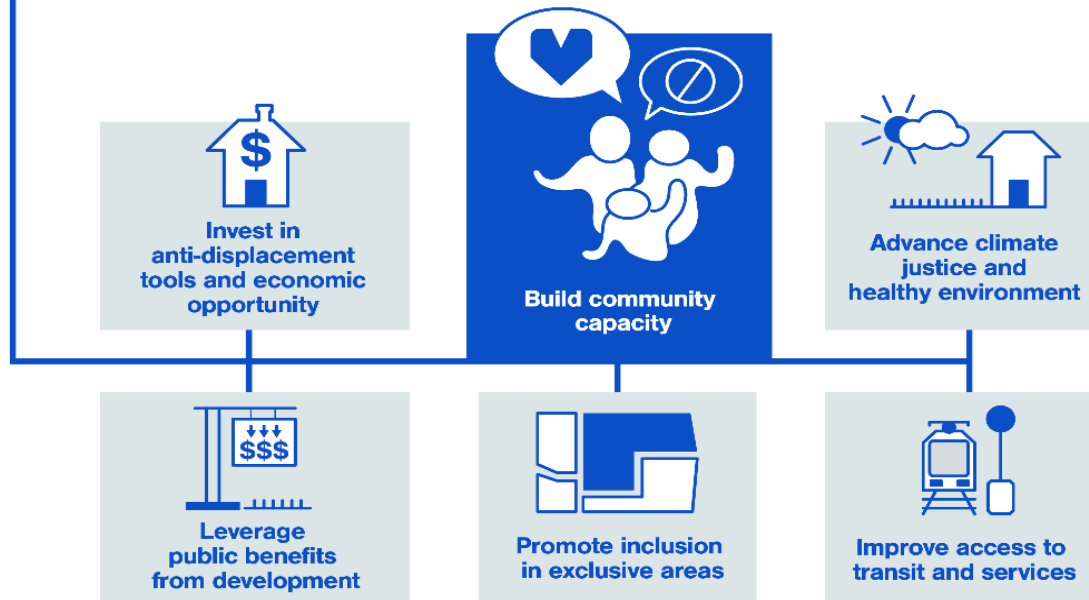 $
Invest in
anti-displacement
tools and economic
opportunity
Build community
capacity
Advance climate
justice and
healthy environment
$$$
Leverage
public benefits
from development
Promote inclusion
in exclusive areas
Improve access to
transit and services